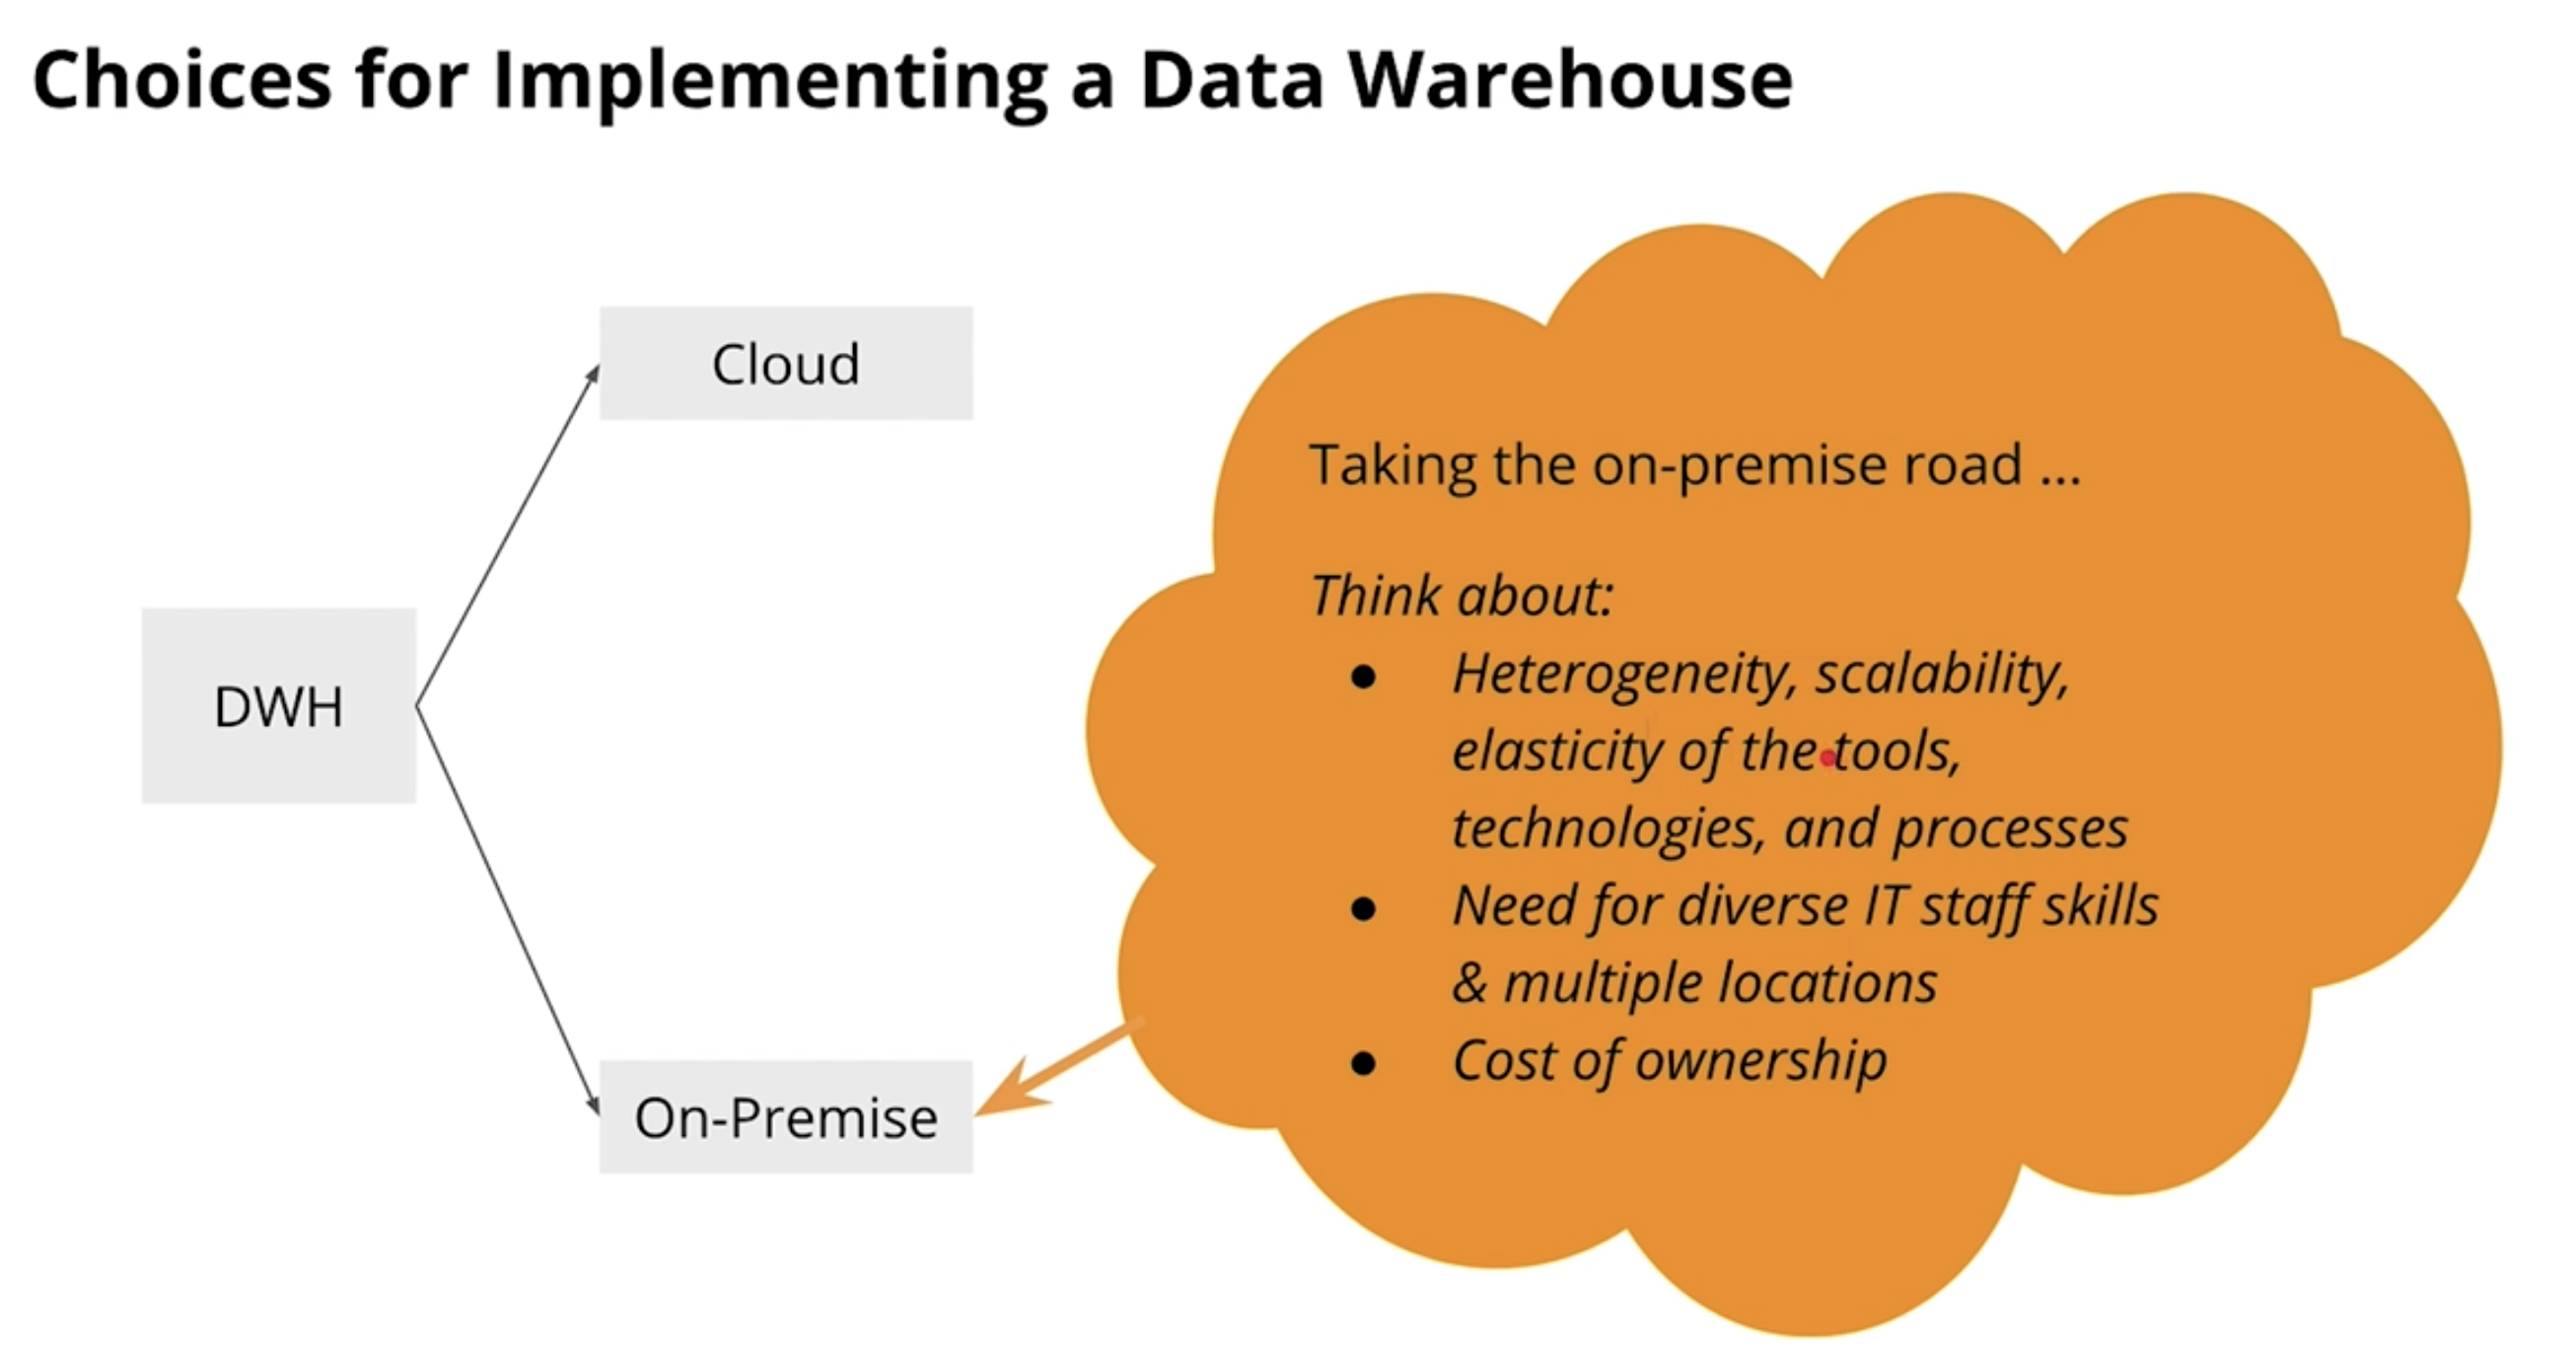 Choices for Implementing a Data Warehouse
Cloud
DWH
On-Premise
Taking the on-premise road ...
Think about:
● Heterogeneity, scalability,
elasticity of the tools,
technologies, and processes
● Need for diverse IT staff skills
& multiple locations
● Cost of ownership